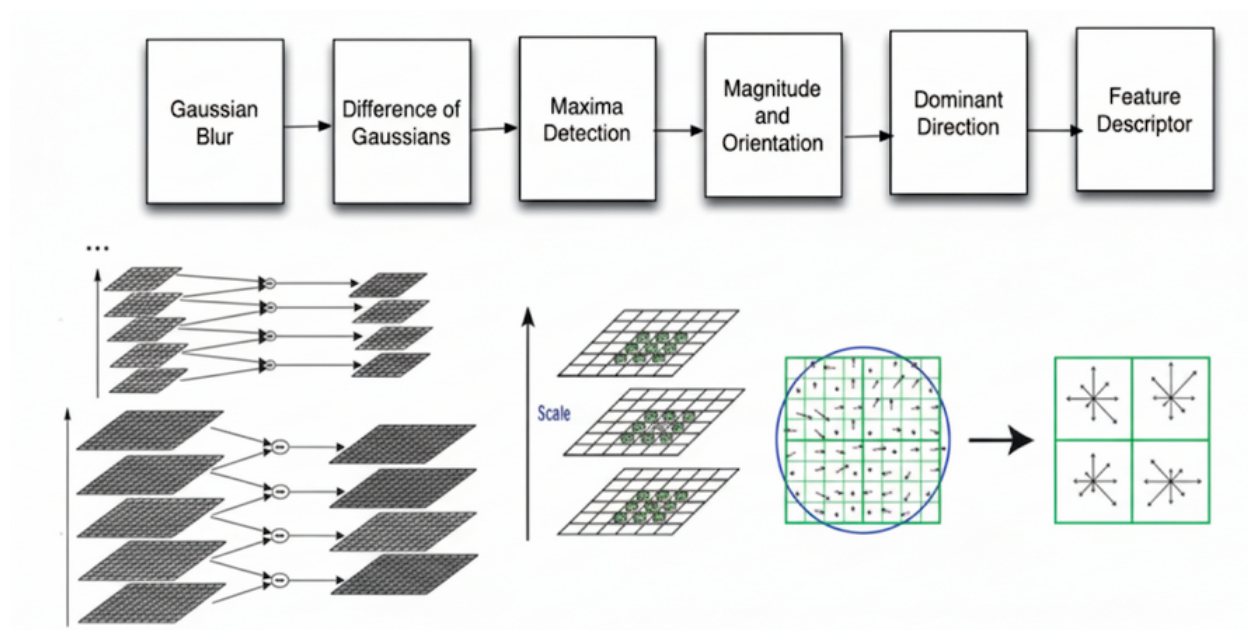 Gaussian
Blur
Difference of
Gaussians
Maxima
Detection
Magnitude
and
Orientation
Dominant
Direction
Feature
Descriptor
...
Scale